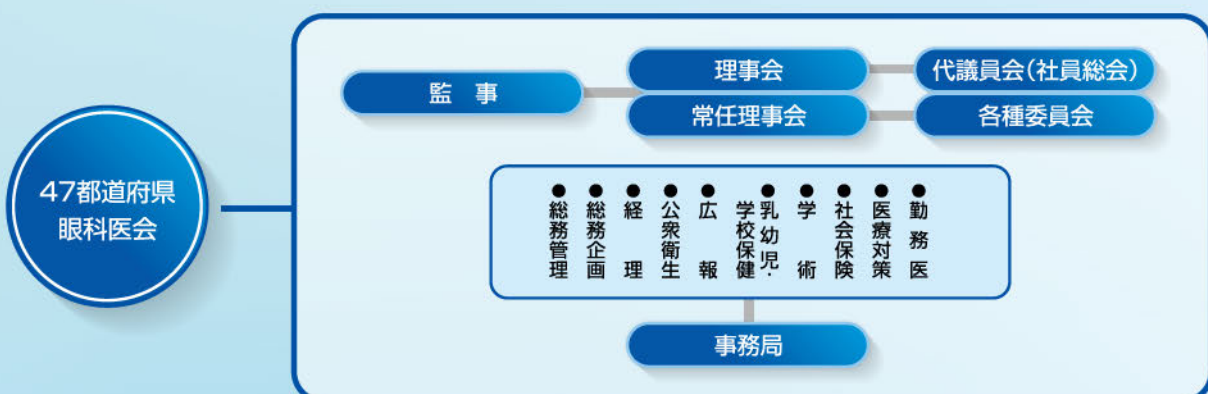 47都道府県
眼科医会
監　事
理事会
代議員会(社員総会)
常任理事会
各種委員会
●総務管理
●総務企画
●経　理
●公衆衛生
●広　報
●乳幼児・
学校保健
●学　術
●社会保険
●医療対策
●勤務医
事務局